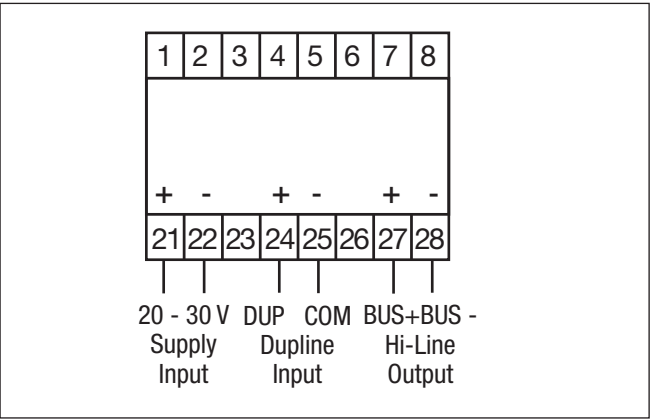 1 2 3 4 5 6 7 8
+ - + - + -
21 22 23 24 25 26 27 28
20 - 30 V DUP COM BUS+BUS -
Supply Dupline Hi-Line
Input Input Output